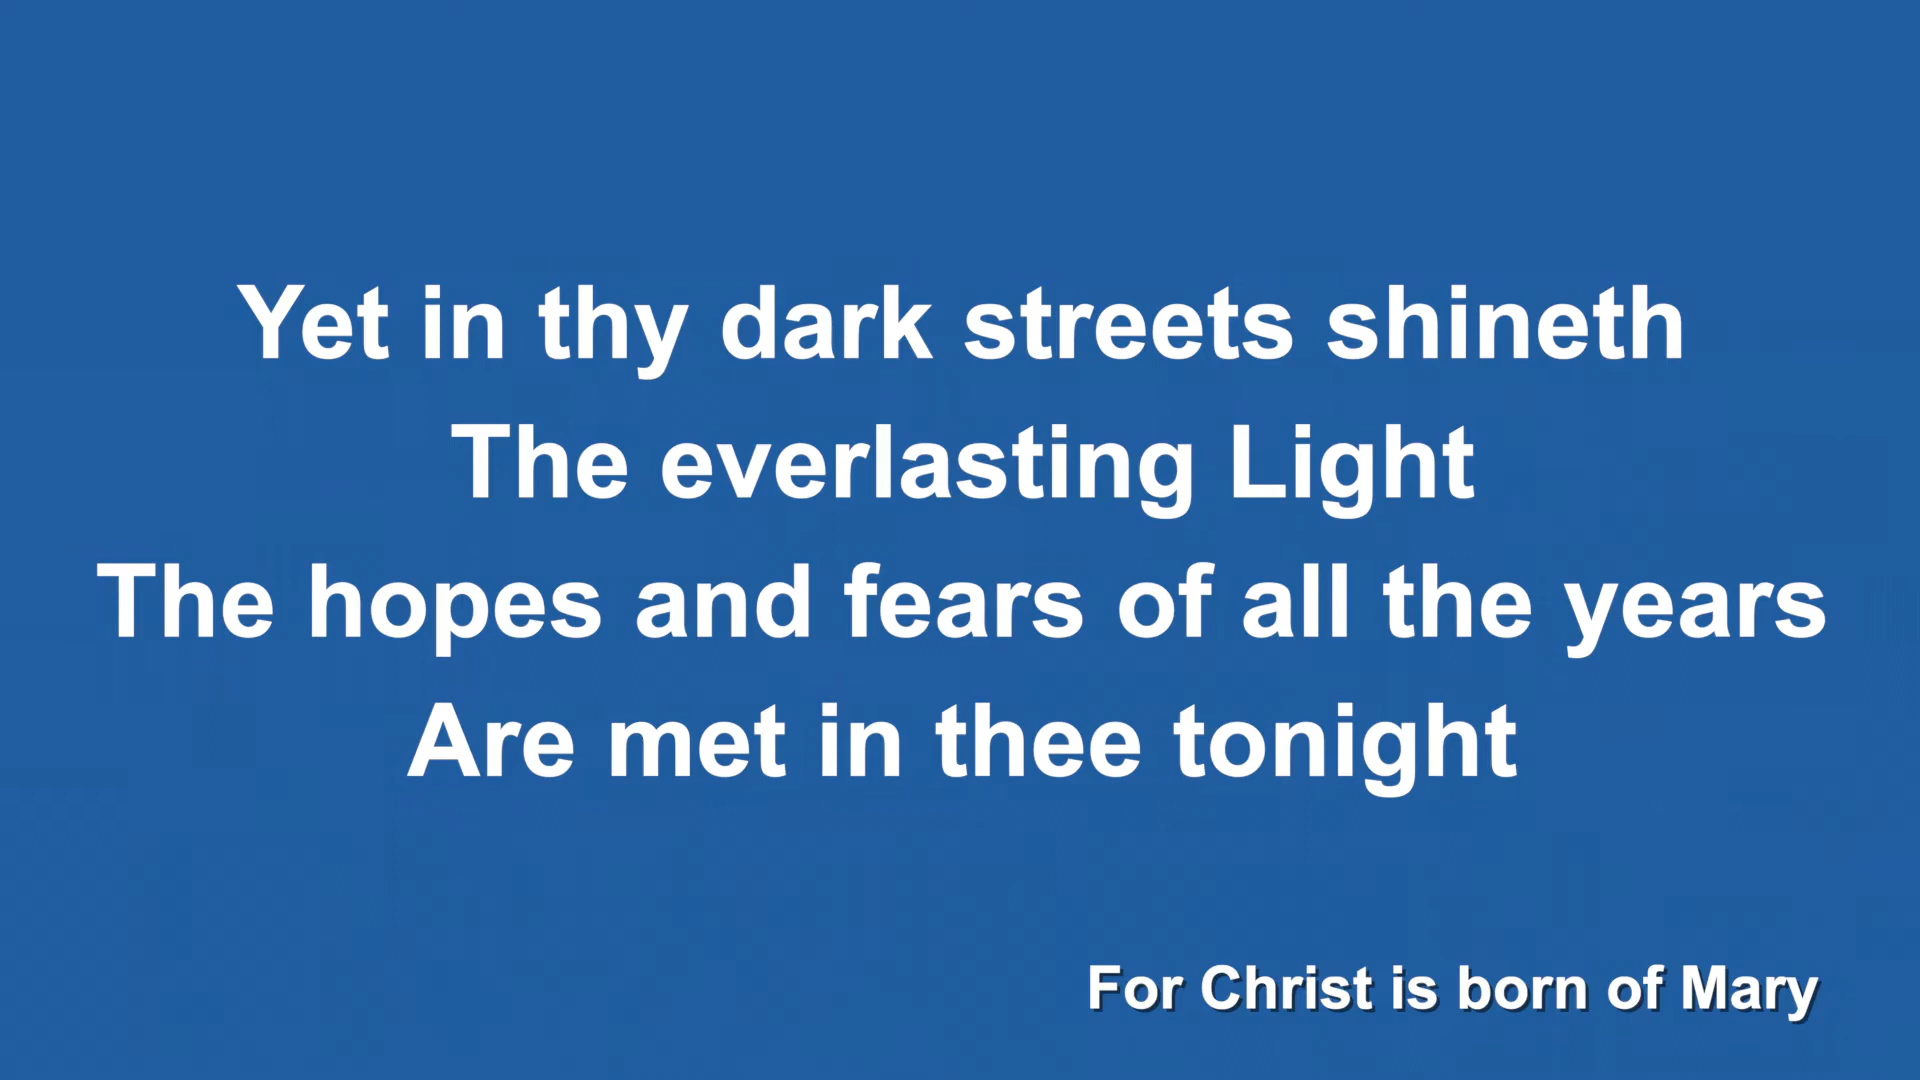 Yet in thy dark streets shineth
The everlasting Light
The hopes and fears of all the years
Are met in thee tonight
For Christ is born of Mary